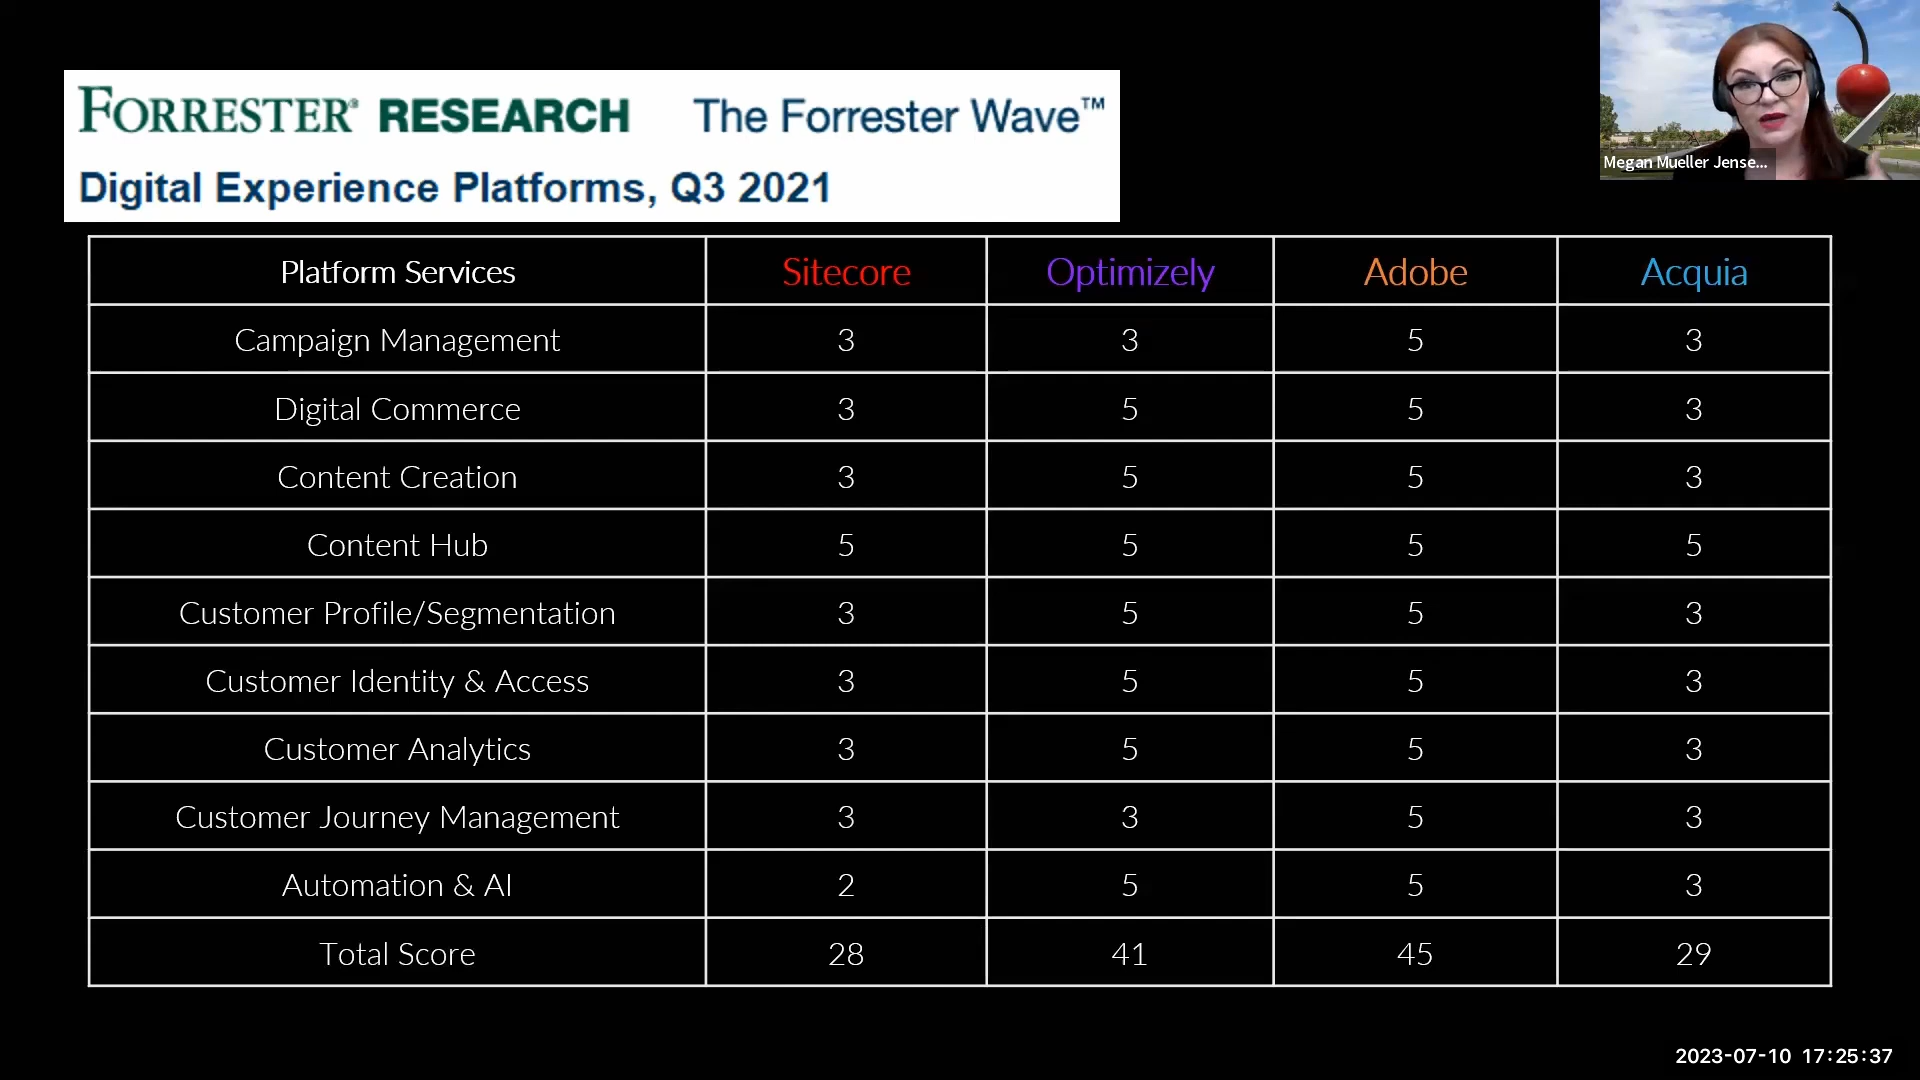 FORRESTER® RESEARCH The Forrester Wave™
Digital Experience Platforms, Q3 2021
Megan Mueller Jense...
Platform Services Sitecore Optimizely Adobe Acquia
Campaign Management 3 3 5 3
Digital Commerce 3 5 5 3
Content Creation 3 5 5 3
Content Hub 5 5 5 5
Customer Profile/Segmentation 3 5 5 3
Customer Identity & Access 3 5 5 3
Customer Analytics 3 5 5 3
Customer Journey Management 3 3 5 3
Automation & AI 2 5 5 3
Total Score 28 41 45 29
2023-07-10 17:25:37